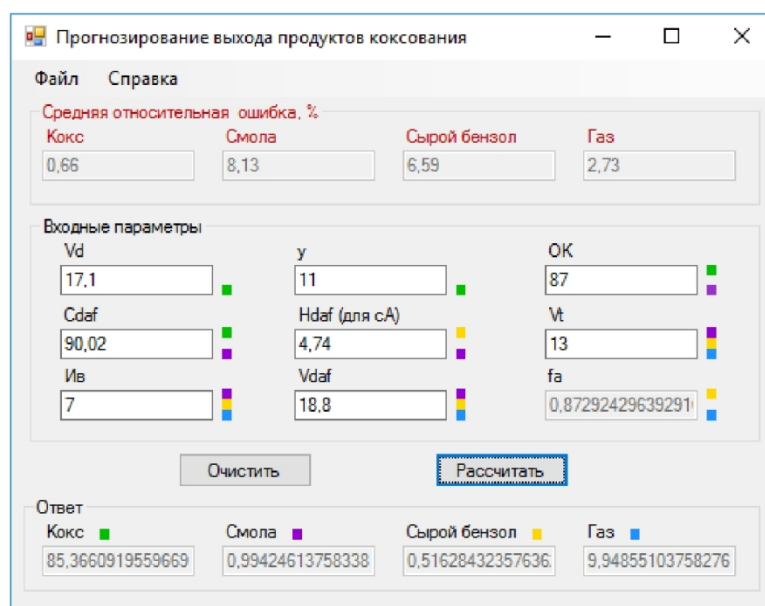 Прогнозирование выхода продуктов коксования
Файл Справка
Средняя относительная ошибка, %
Кокс Смола Сырой бензол Газ
0,66 8,13 6,59 2,73
Входные параметры
Vd y ОК
17,1 11 87
Cdaf Hdaf (для сА) Vt
90,02 4,74 13
Ив Vdaf fa
7 18,8 0,87292429639291
Очистить Рассчитать
Ответ
Кокс Смола Сырой бензол Газ
85,3660919559669 0,99424613758338 0,51628432357636 9,94855103758276